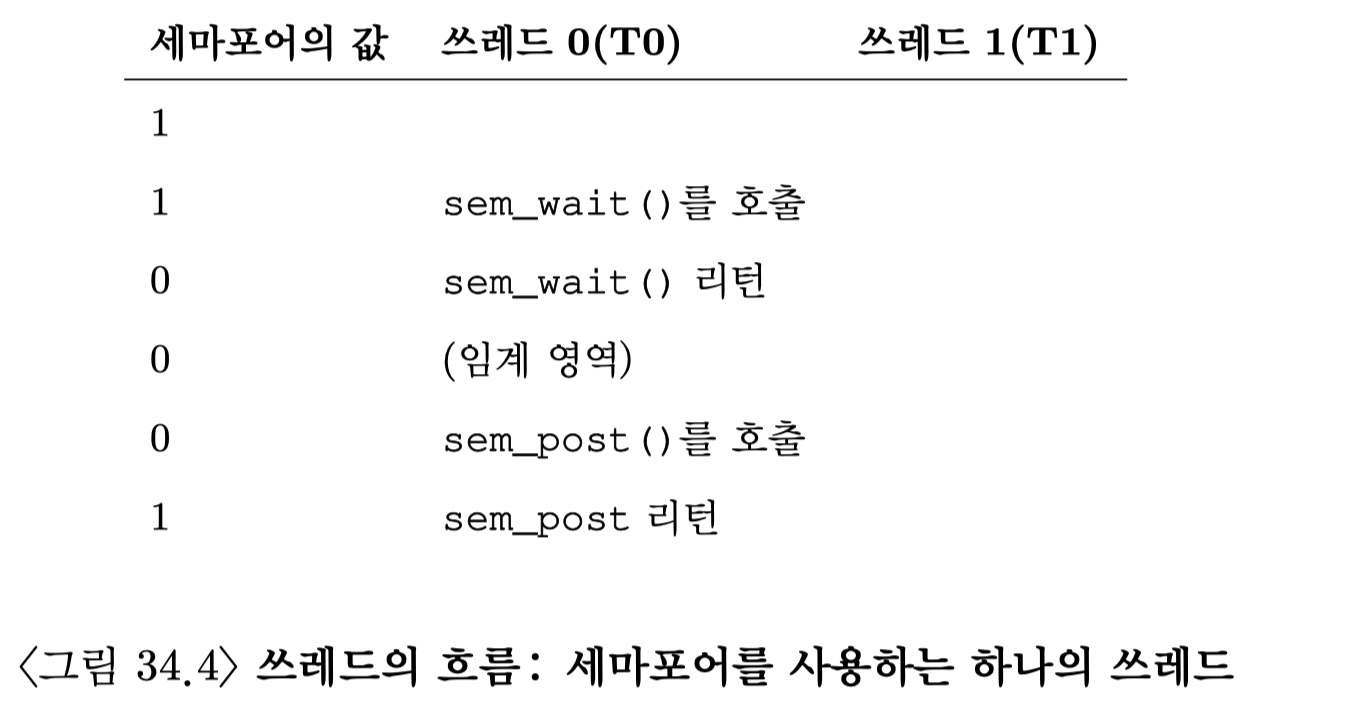 세마포어의 값 쓰레드 0(T0) 쓰레드 1(T1)
1
1 sem_wait()를 호출
0 sem_wait() 리턴
0 (임계 영역)
0 sem_post()를 호출
1 sem_post 리턴
〈그림 34.4〉 쓰레드의 흐름: 세마포어를 사용하는 하나의 쓰레드